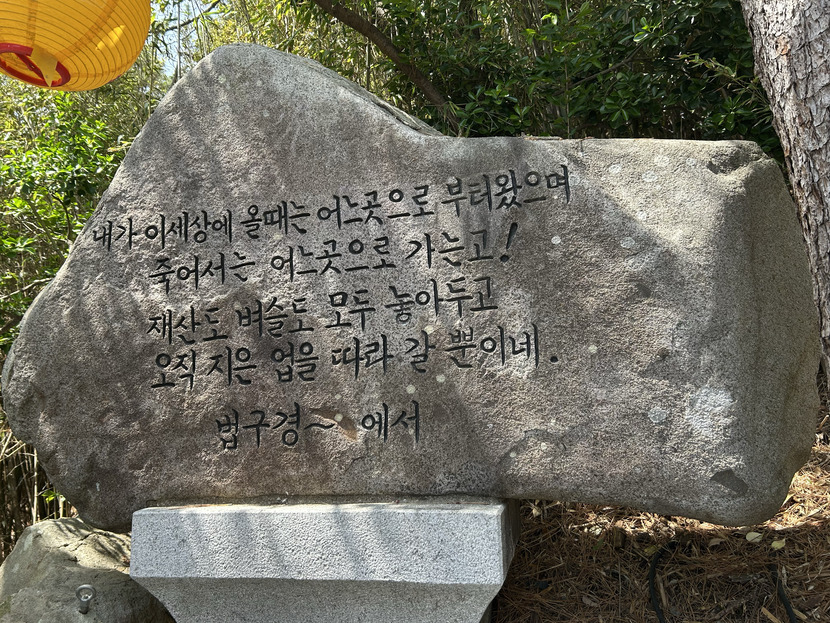 내가 이세상에 올때는 어느곳으로 부터왔으며
죽어서는 어느곳으로 가는고!
재산도 벼슬도 모두 놓아두고
오직 지은 업을 따라 갈 뿐이네.
법구경~에서